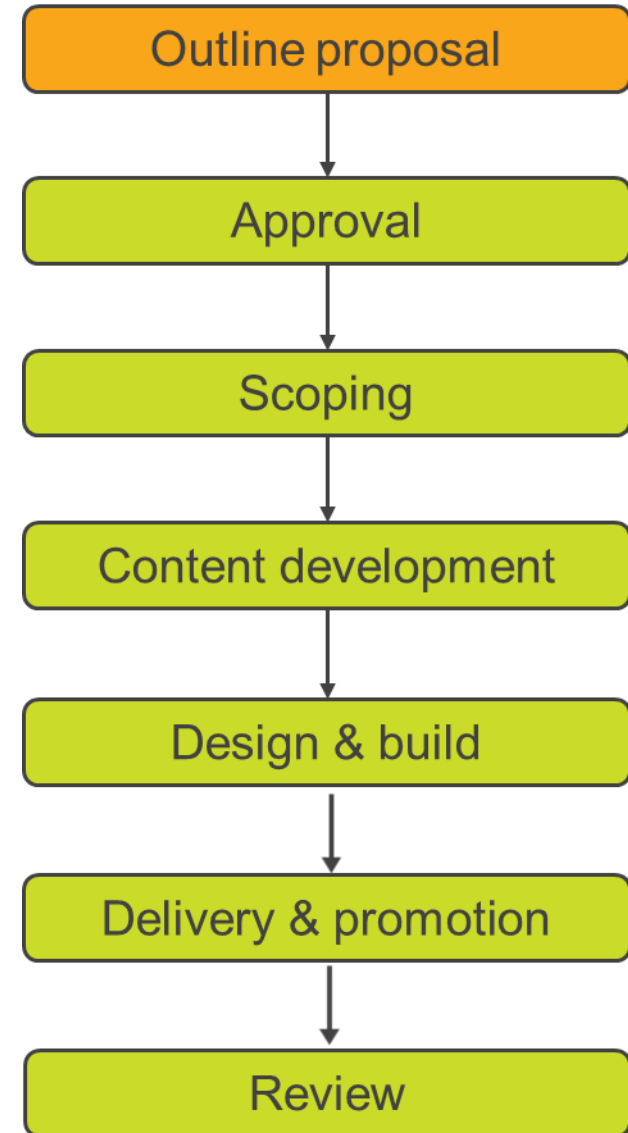 Outline proposal
Approval
Scoping
Content development
Design & build
Delivery & promotion
Review